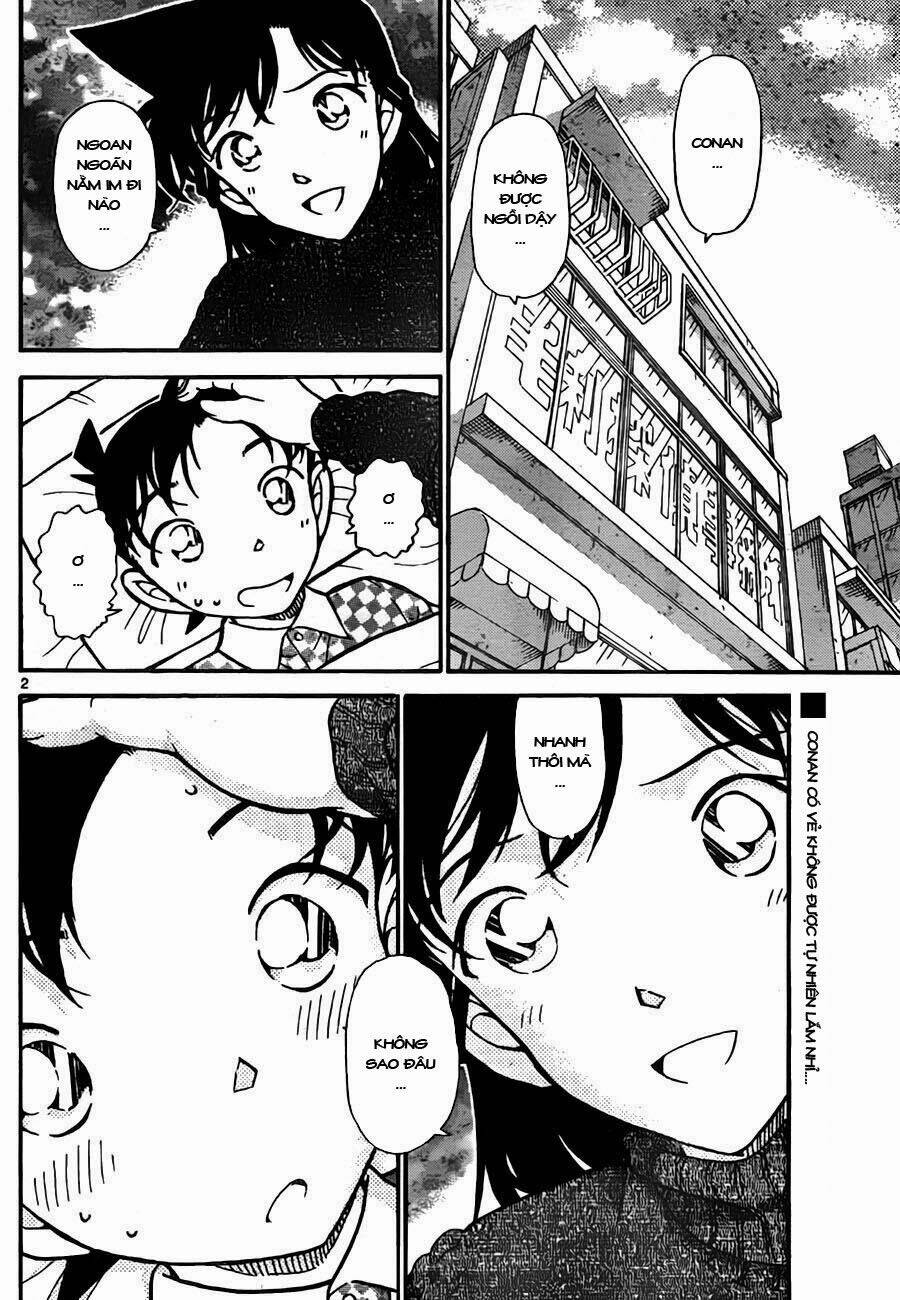 CONAN
...
KHÔNG
ĐƯỢC
NGỒI DẬY
...
NGOAN
NGOÃN
NẰM IM ĐI
NÀO
...
Ơ
...
Ơ
...
2
CONAN CÓ VẺ KHÔNG ĐƯỢC TỰ NHIÊN LẮM NHỈ...
NHANH
THÔI MÀ
...
KHÔNG
SAO ĐÂU
...